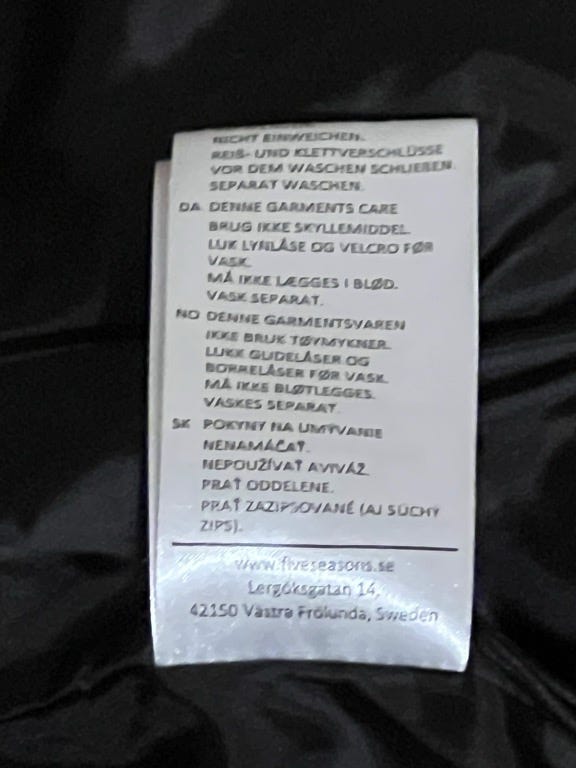 NICHT EINWEICHEN.
REIß- UND KLETTVERSCHLÜSSE
VOR DEM WASCHEN SCHLIEßEN.
SEPARAT WASCHEN.
DA DENNE GARMENTS CARE
BRUG IKKE SKYLLEMIDDEL.
LUK LYNLÅSE OG VELCRO FØR
VASK.
MÅ IKKE LÆGGES I BLØD.
VASK SEPARAT.
NO DENNE GARMENTSVAREN
IKKE BRUK TØYMYKNER.
LUKK GLIDELÅSER OG
BORRELÅSER FØR VASK.
MÅ IKKE BLØTLEGGES.
VASKES SEPARAT.
SK POKYNY NA UMÝVANIE
NENAMÁČAŤ.
NEPOUŽÍVAŤ AVIVÁŽ.
PRAŤ ODDELENE.
PRAŤ ZAZIPSOVANÉ (AJ SÚCHÝ
ZIPS).
www.fiveseasons.se
Lergöksgatan 14,
42150 Västra Frölunda, Sweden